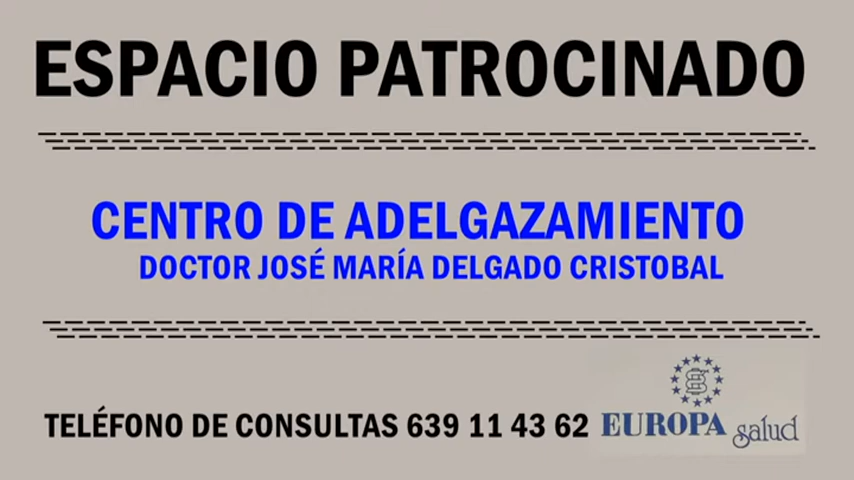 ESPACIO PATROCINADO
CENTRO DE ADELGAZAMIENTO
DOCTOR JOSÉ MARÍA DELGADO CRISTOBAL
TELÉFONO DE CONSULTAS 639 11 43 62
EUROPA salud